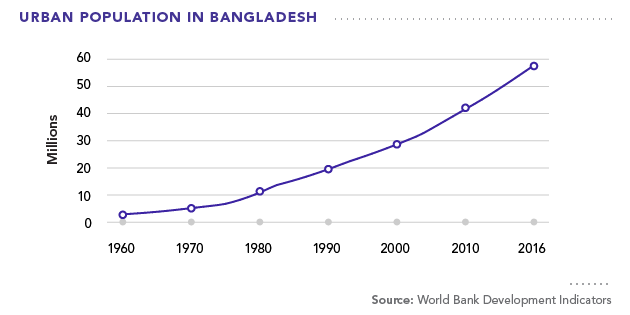 URBAN POPULATION IN BANGLADESH
Millions
60
50
40
30
20
10
0
1960 1970 1980 1990 2000 2010 2016
Source: World Bank Development Indicators